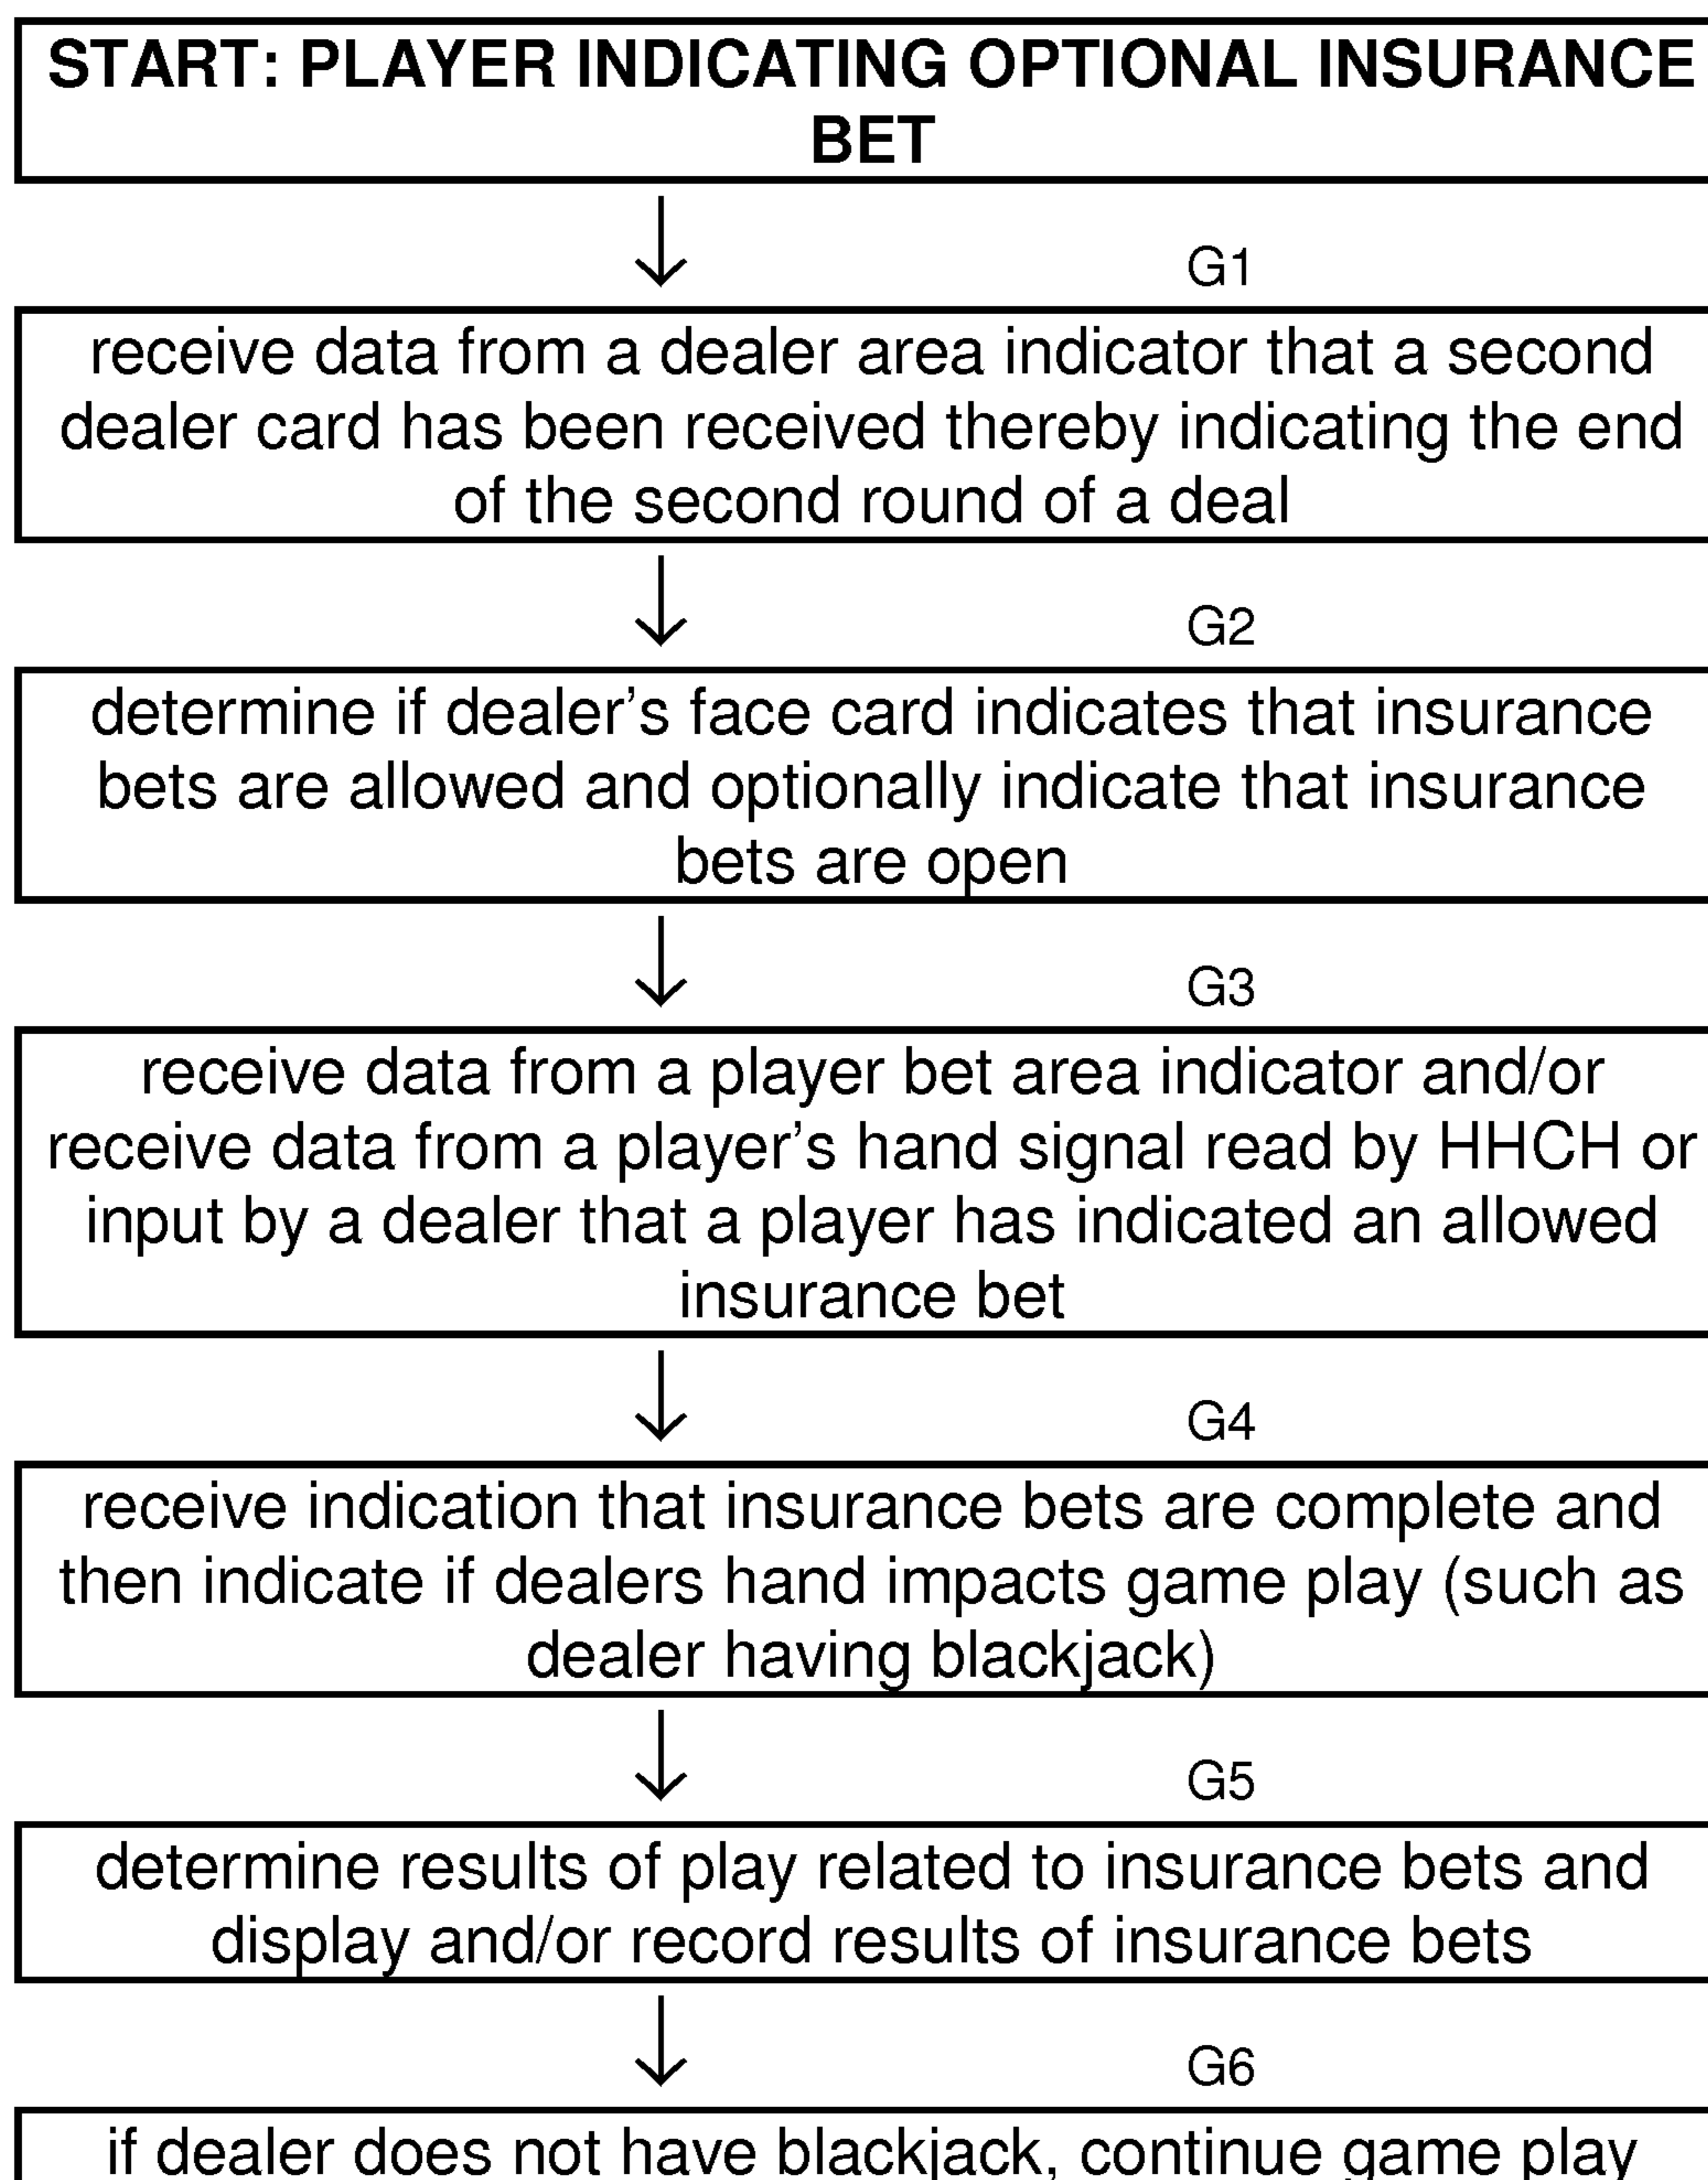 START: PLAYER INDICATING OPTIONAL INSURANCE
BET
G1
receive data from a dealer area indicator that a second
dealer card has been received thereby indicating the end
of the second round of a deal
G2
determine if dealer’s face card indicates that insurance
bets are allowed and optionally indicate that insurance
bets are open
G3
receive data from a player bet area indicator and/or
receive data from a player’s hand signal read by HHCH or
input by a dealer that a player has indicated an allowed
insurance bet
G4
receive indication that insurance bets are complete and
then indicate if dealers hand impacts game play (such as
dealer having blackjack)
G5
determine results of play related to insurance bets and
display and/or record results of insurance bets
G6
if dealer does not have blackjack, continue game play